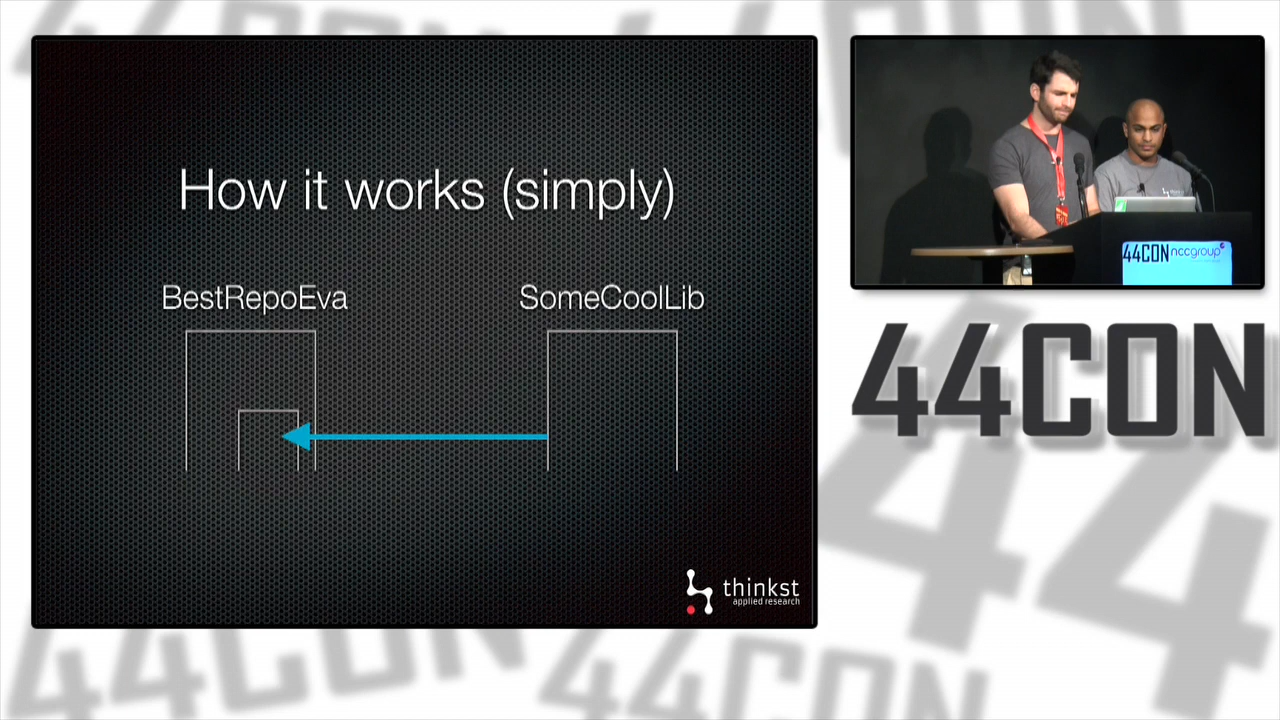 How it works (simply)
BestRepoEva
SomeCoolLib
thinkst
applied research
44CON nccgroup
44CON